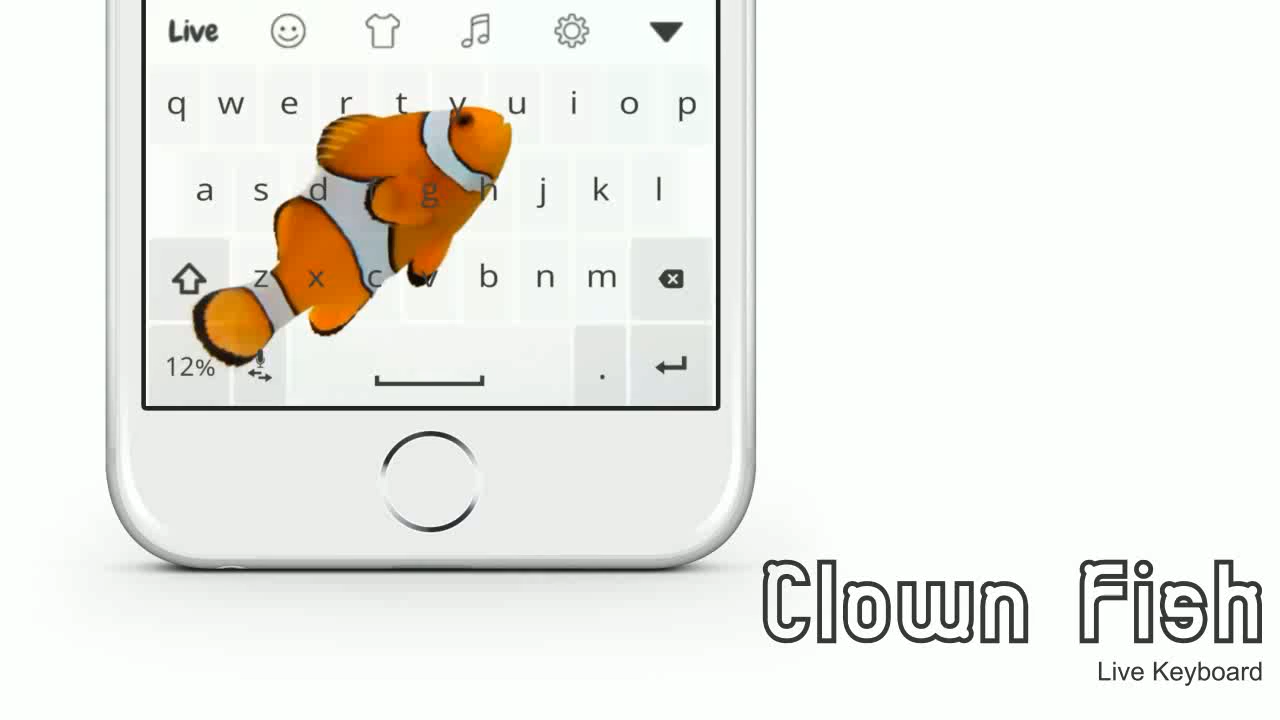 Live
q w e r t y u i o p
a s d f g h j k l
z x c v b n m
12% .
Clown Fish
Live Keyboard